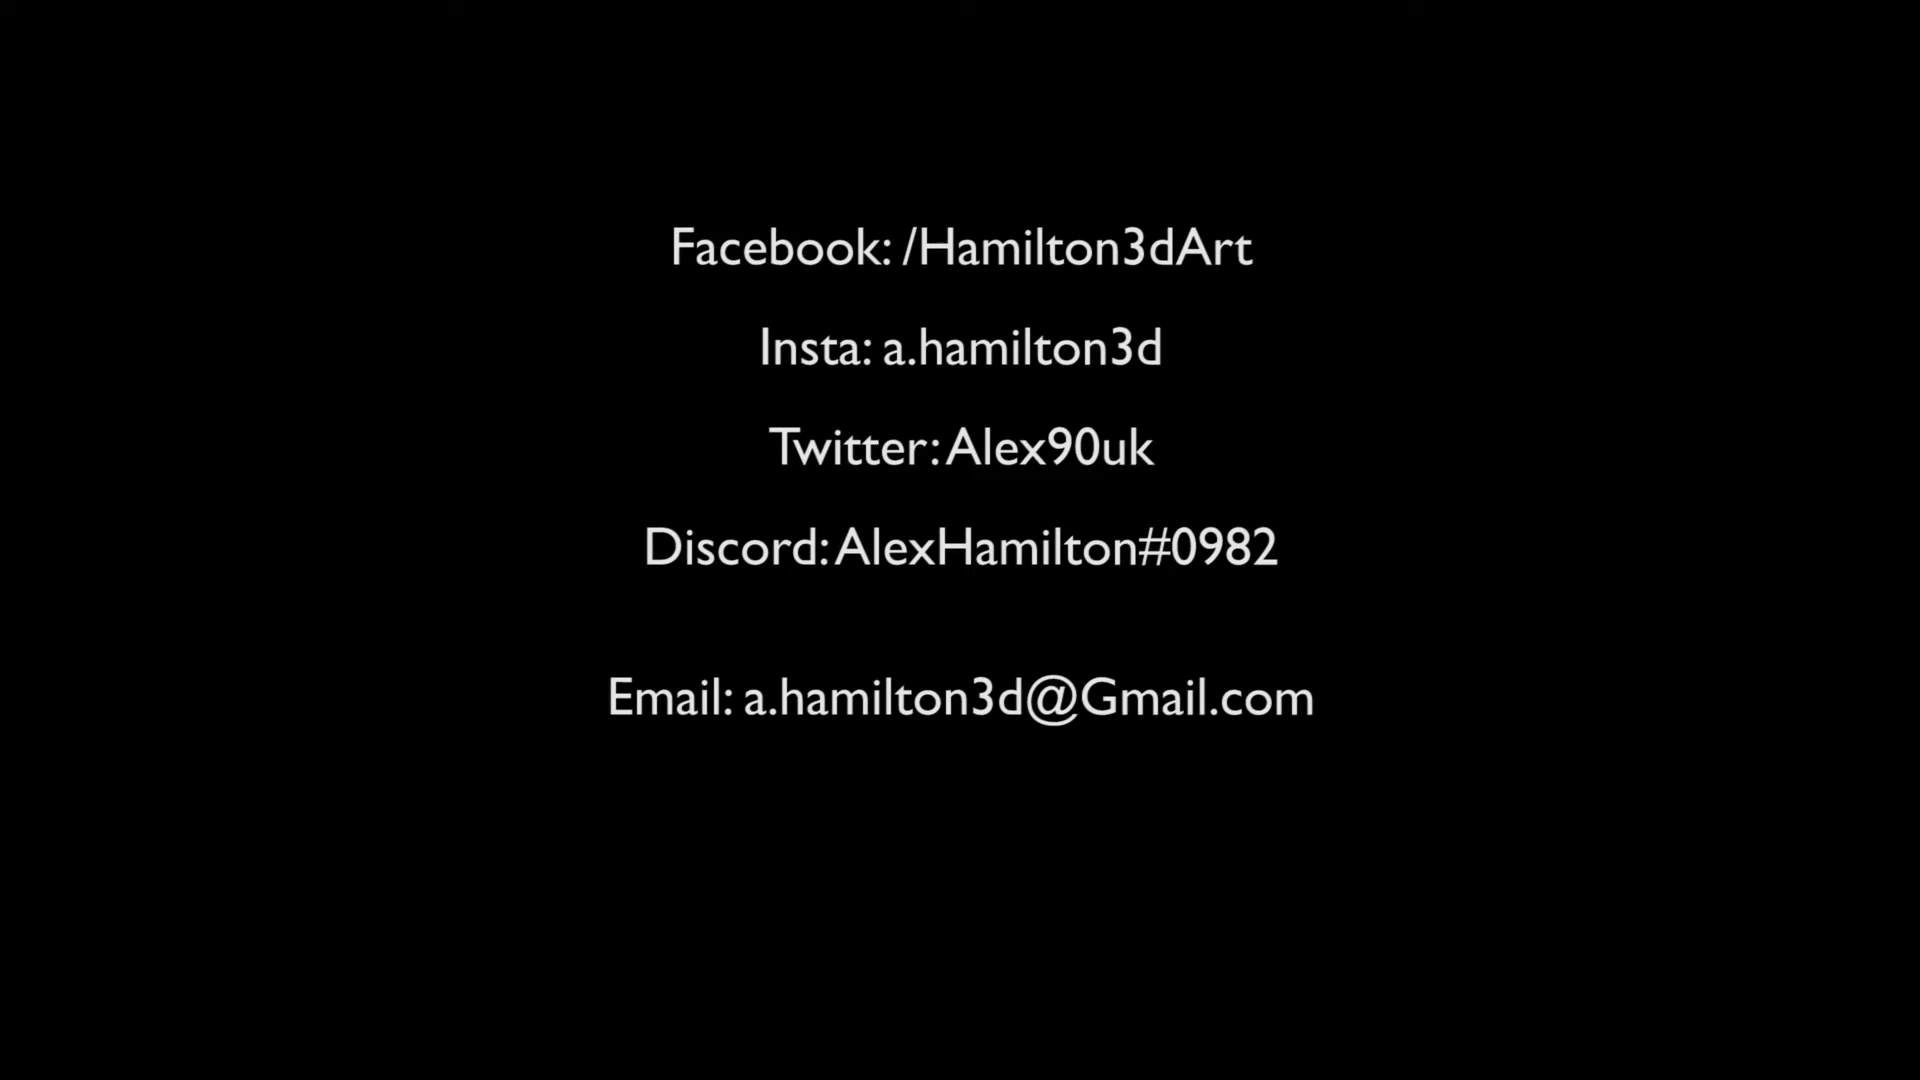 Facebook: /Hamilton3dArt
Insta: a.hamilton3d
Twitter: Alex90uk
Discord: AlexHamilton#0982
Email: a.hamilton3d@Gmail.com